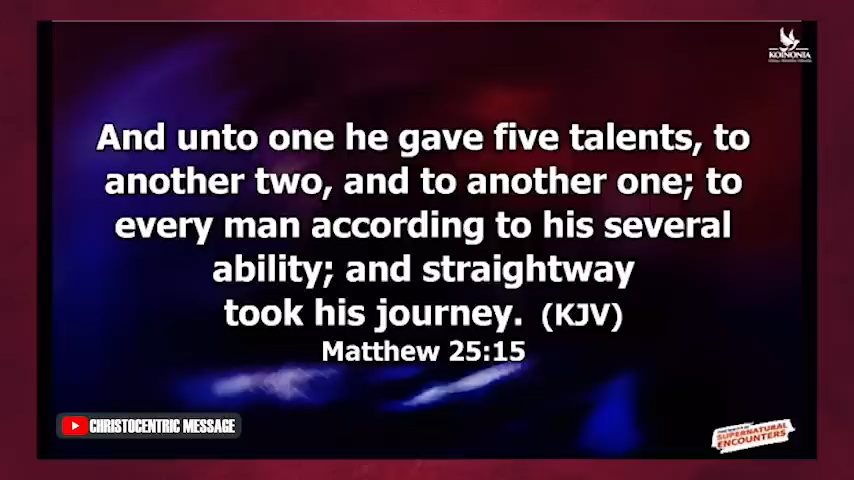 KOINONIA
And unto one he gave five talents, to
another two, and to another one; to
every man according to his several
ability; and straightway
took his journey. (KJV)
Matthew 25:15
CHRISTOCENTRIC MESSAGE
SUPERNATURAL
ENCOUNTERS